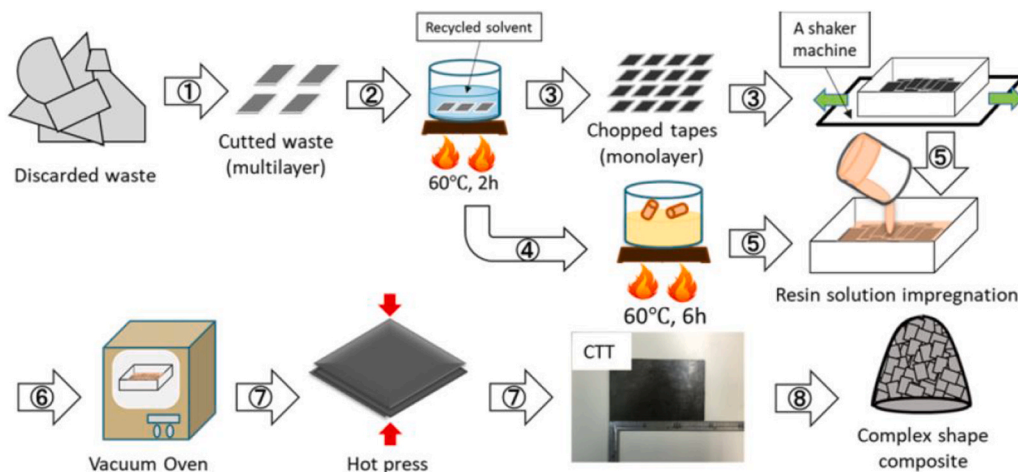 Recycled solvent
A shaker
machine
①
②
③
③
Discarded waste
Cutted waste
(multilayer)
60℃, 2h
Chopped tapes
(monolayer)
⑤
④
60℃, 6h
⑤
Resin solution impregnation
⑥
Vacuum Oven
⑦
Hot press
⑦
CTT
⑧
Complex shape
composite